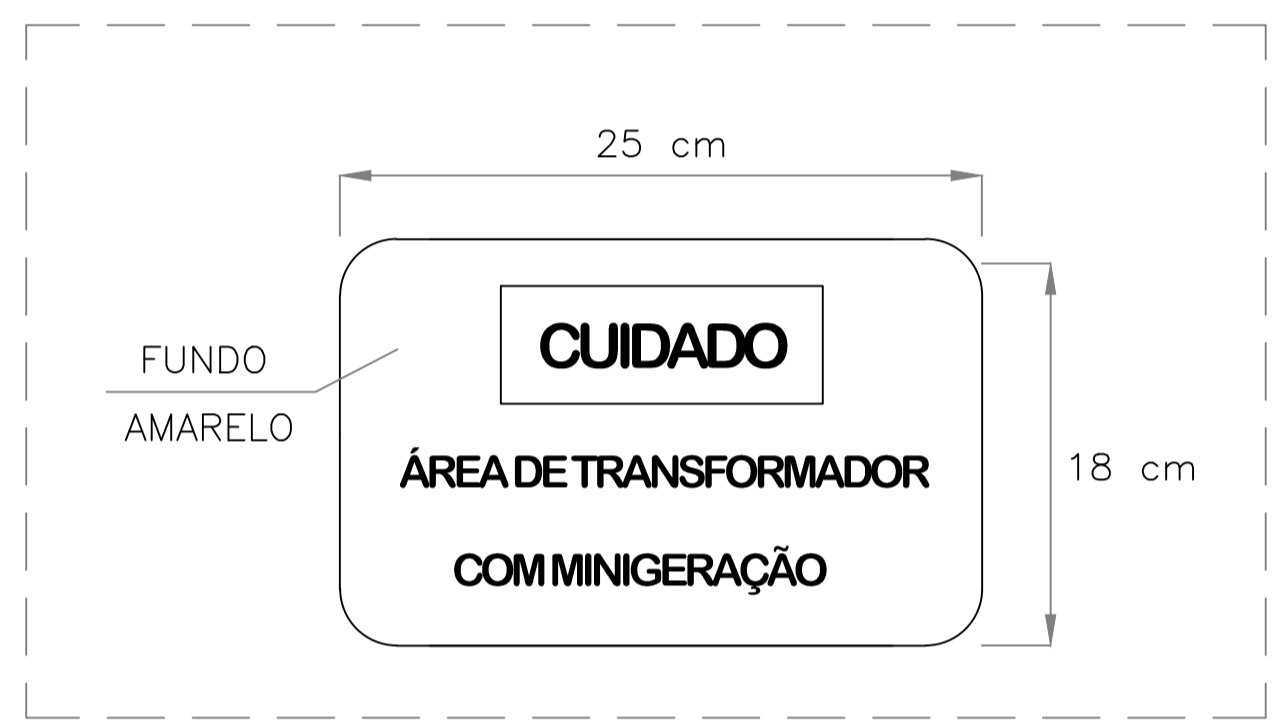 25 cm
CUIDADO
FUNDO
AMARELO
ÁREA DE TRANSFORMADOR
18 cm
COM MINIGERAÇÃO